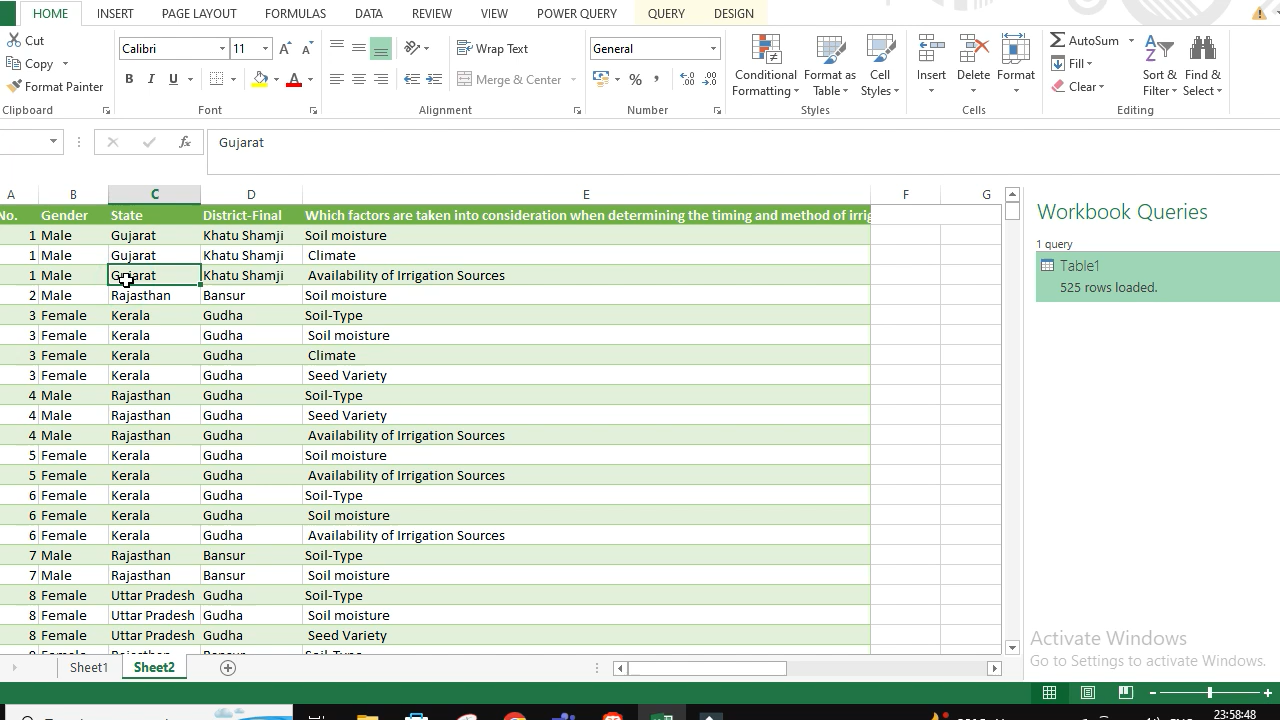 HOME INSERT PAGE LAYOUT FORMULAS DATA REVIEW VIEW POWER QUERY QUERY DESIGN
Cut
Copy
Format Painter
Clipboard
Calibri 11
B I U A
Font
Wrap Text
Merge & Center
Alignment
General
%
Number
Conditional Formatting
Format as Table
Cell Styles
Styles
Insert Delete Format
Cells
AutoSum
Fill
Clear
Sort & Filter
Find & Select
Editing
fx Gujarat
A B C D E F G
No. Gender State District-Final Which factors are taken into consideration when determining the timing and method of irrig
1 Male Gujarat Khatu Shamji Soil moisture
1 Male Gujarat Khatu Shamji Climate
1 Male Gujarat Khatu Shamji Availability of Irrigation Sources
2 Male Rajasthan Bansur Soil moisture
3 Female Kerala Gudha Soil-Type
3 Female Kerala Gudha Soil moisture
3 Female Kerala Gudha Climate
3 Female Kerala Gudha Seed Variety
4 Male Rajasthan Gudha Soil-Type
4 Male Rajasthan Gudha Seed Variety
4 Male Rajasthan Gudha Availability of Irrigation Sources
5 Female Kerala Gudha Soil moisture
5 Female Kerala Gudha Availability of Irrigation Sources
6 Female Kerala Gudha Soil-Type
6 Female Kerala Gudha Soil moisture
6 Female Kerala Gudha Availability of Irrigation Sources
7 Male Rajasthan Bansur Soil-Type
7 Male Rajasthan Bansur Soil moisture
8 Female Uttar Pradesh Gudha Soil-Type
8 Female Uttar Pradesh Gudha Soil moisture
8 Female Uttar Pradesh Gudha Seed Variety
Workbook Queries
1 query
Table1
525 rows loaded.
Activate Windows
Go to Settings to activate Windows.
Sheet1 Sheet2
23:58:48